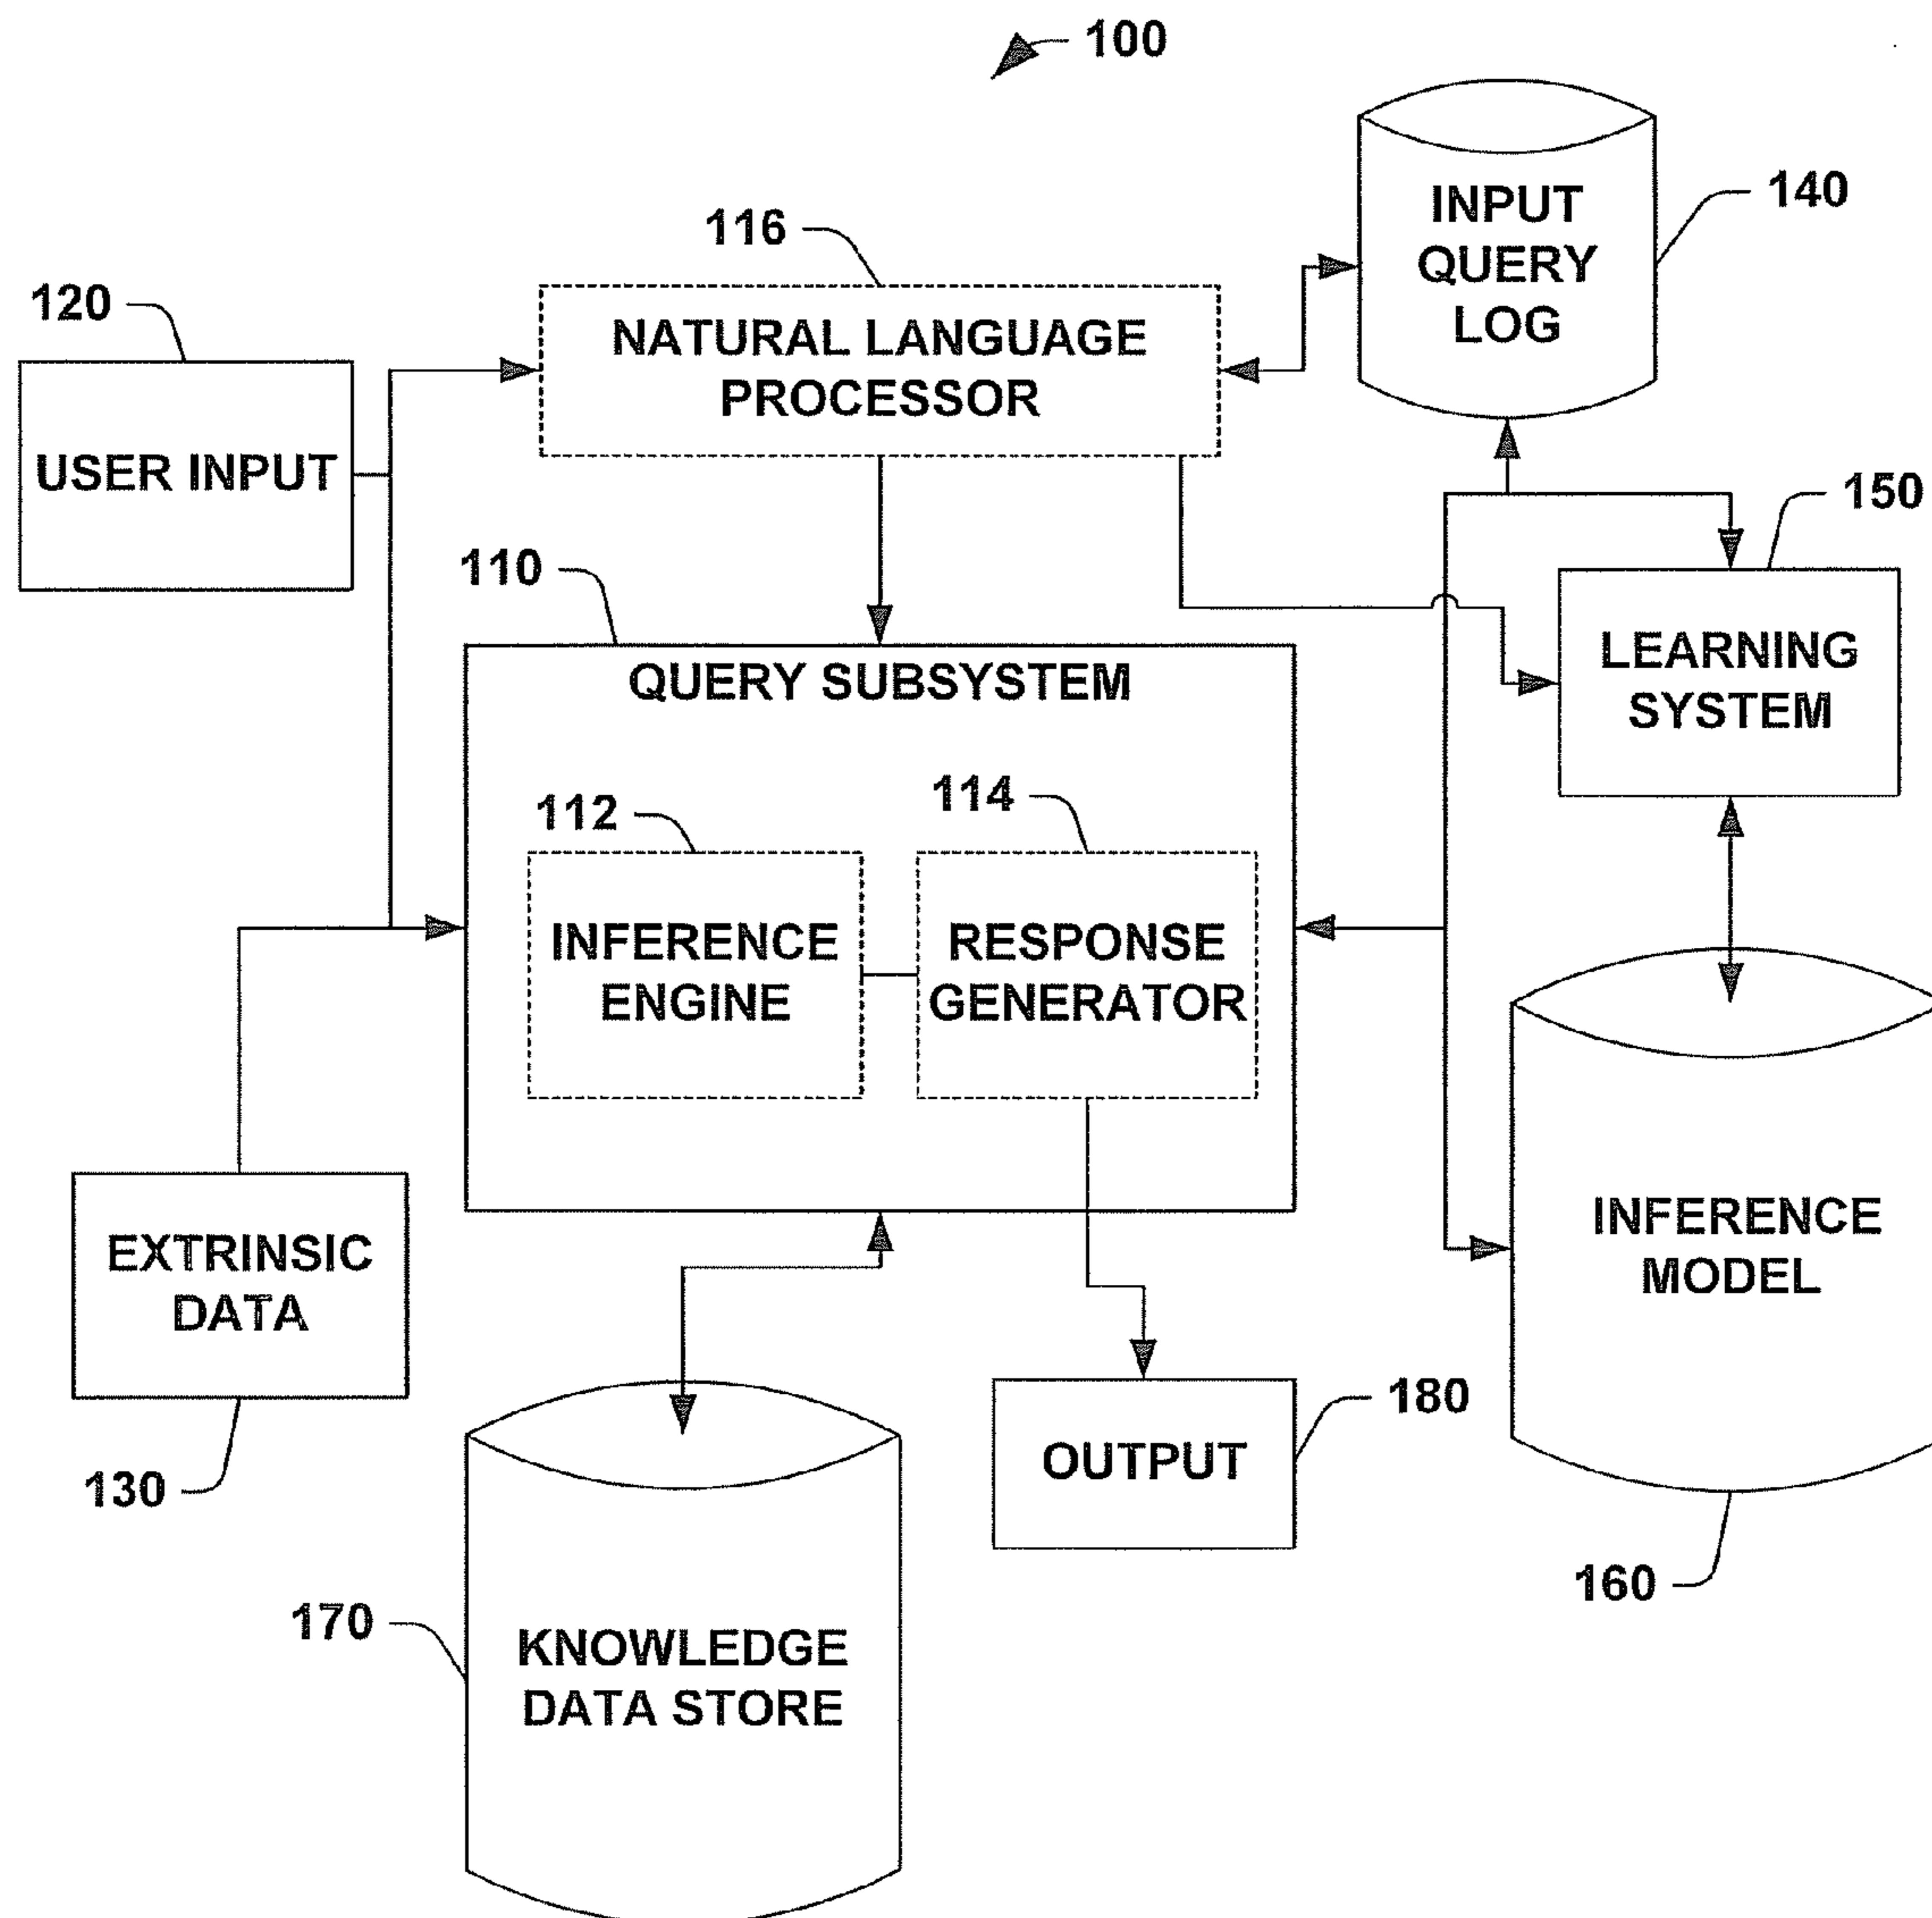 100
INPUT
QUERY
LOG
140
116
NATURAL LANGUAGE
PROCESSOR
120
USER INPUT
150
LEARNING
SYSTEM
110
QUERY SUBSYSTEM
112
INFERENCE
ENGINE
114
RESPONSE
GENERATOR
EXTRINSIC
DATA
130
INFERENCE
MODEL
160
OUTPUT
180
170
KNOWLEDGE
DATA STORE